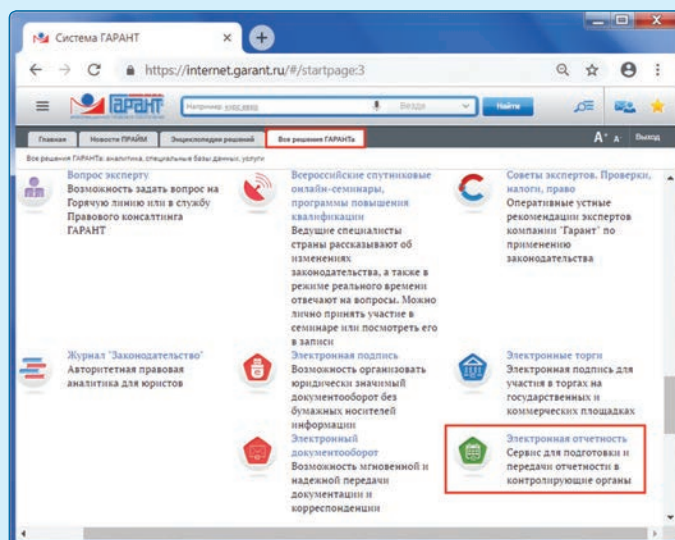 Система ГАРАНТ
https://internet.garant.ru/#/startpage:3
ГАРАНТ
Например, курс евро
Везде
Найти
Главная
Новости ПРАЙМ
Энциклопедия решений
Все решения ГАРАНТа
А+ А-
Выход
Все решения ГАРАНТа: аналитика, специальные базы данных, услуги
Вопрос эксперту
Возможность задать вопрос на
Горячую линию или в службу
Правового консалтинга
ГАРАНТ
Всероссийские спутниковые
онлайн-семинары,
программы повышения
квалификации
Ведущие специалисты
страны рассказывают об
изменениях
законодательства, а также в
режиме реального времени
отвечают на вопросы. Можно
лично принять участие в
семинаре или посмотреть его
в записи
Советы экспертов. Проверки,
налоги, право
Оперативные устные
рекомендации экспертов
компании "Гарант" по
применению
законодательства
Журнал "Законодательство"
Авторитетная правовая
аналитика для юристов
Электронная подпись
Возможность организовать
юридически значимый
документооборот без
бумажных носителей
информации
Электронные торги
Электронная подпись для
участия в торгах на
государственных и
коммерческих площадках
Электронный
документооборот
Возможность мгновенной и
надежной передачи
документации и
корреспонденции
Электронная отчетность
Сервис для подготовки и
передачи отчетности в
контролирующие органы